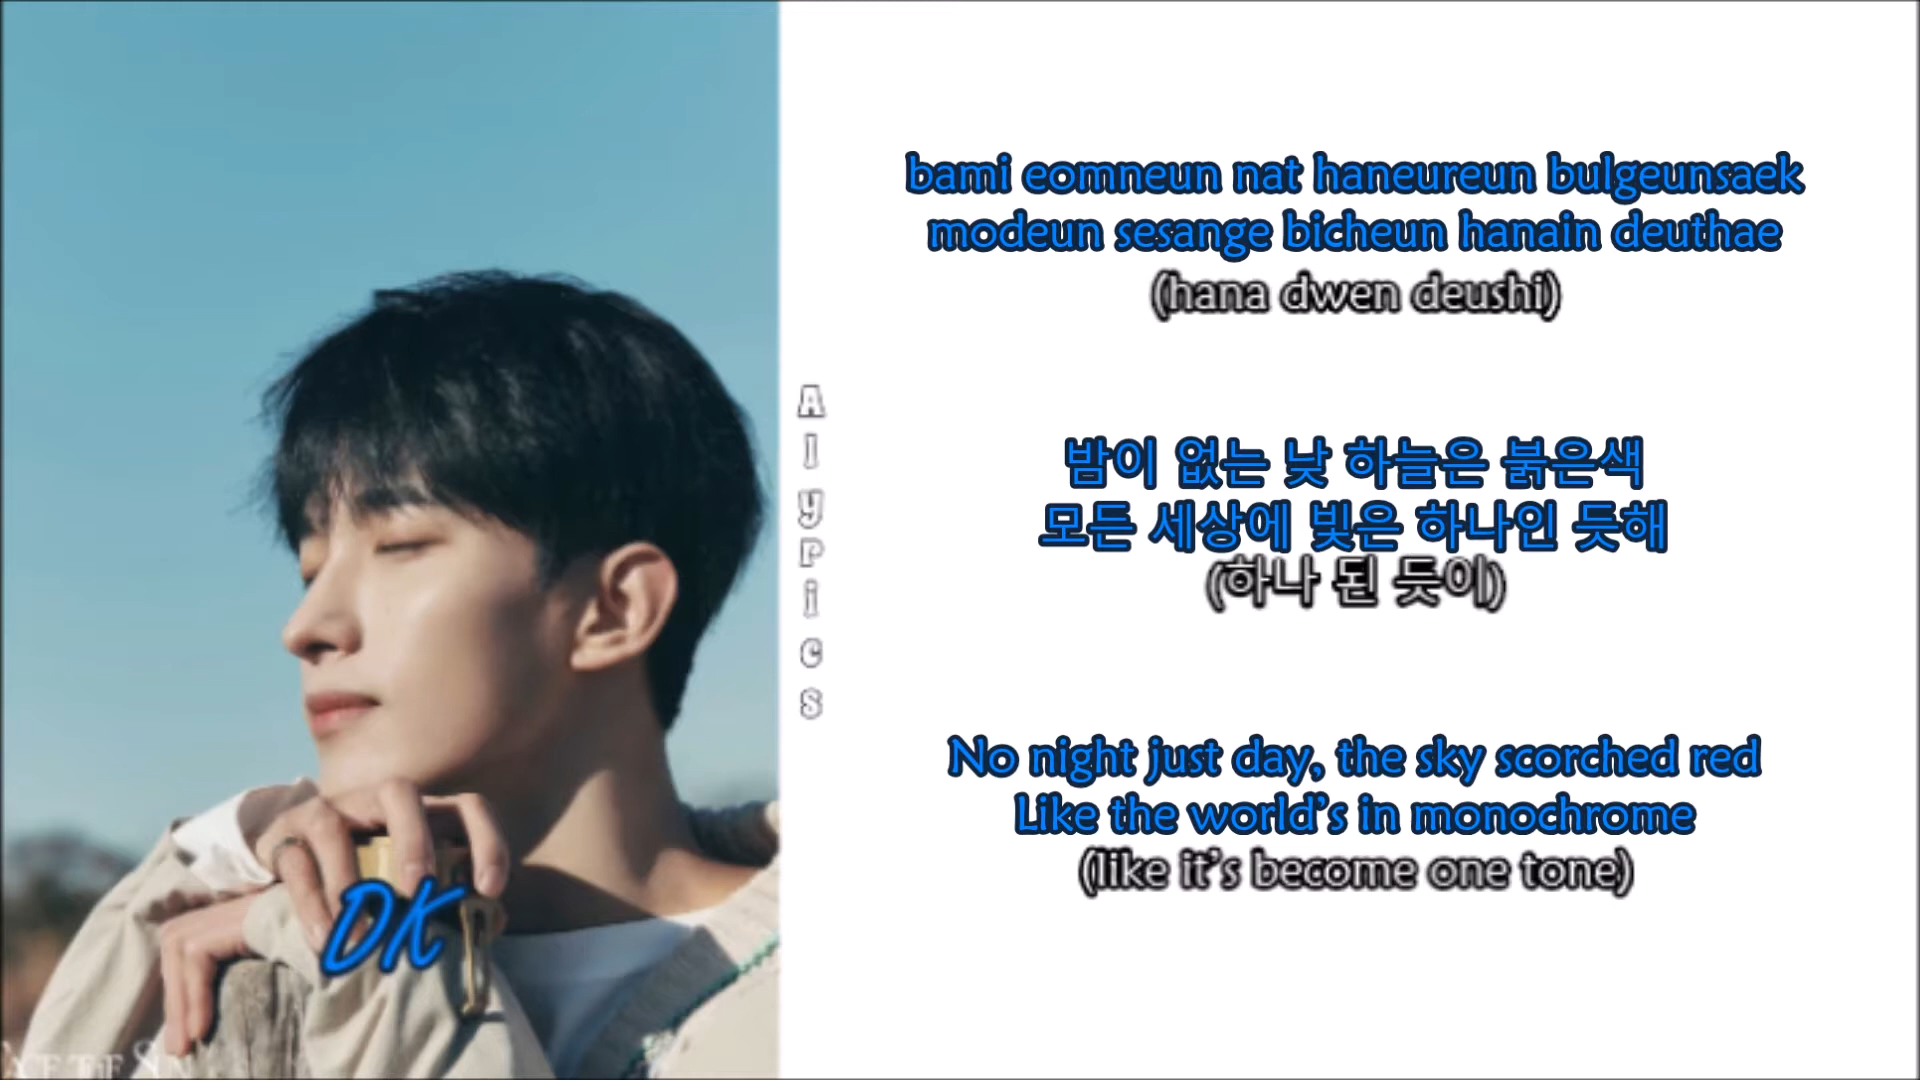 bami eomneun nat haneureun bulgeunsaek
modeun sesange bicheun hanain deuthae
(hana dwen deushi)
Alypics
밤이 없는 낮 하늘은 붉은색
모든 세상에 빛은 하나인 듯해
(하나 된 듯이)
No night just day, the sky scorched red
Like the world's in monochrome
(like it's become one tone)
DK